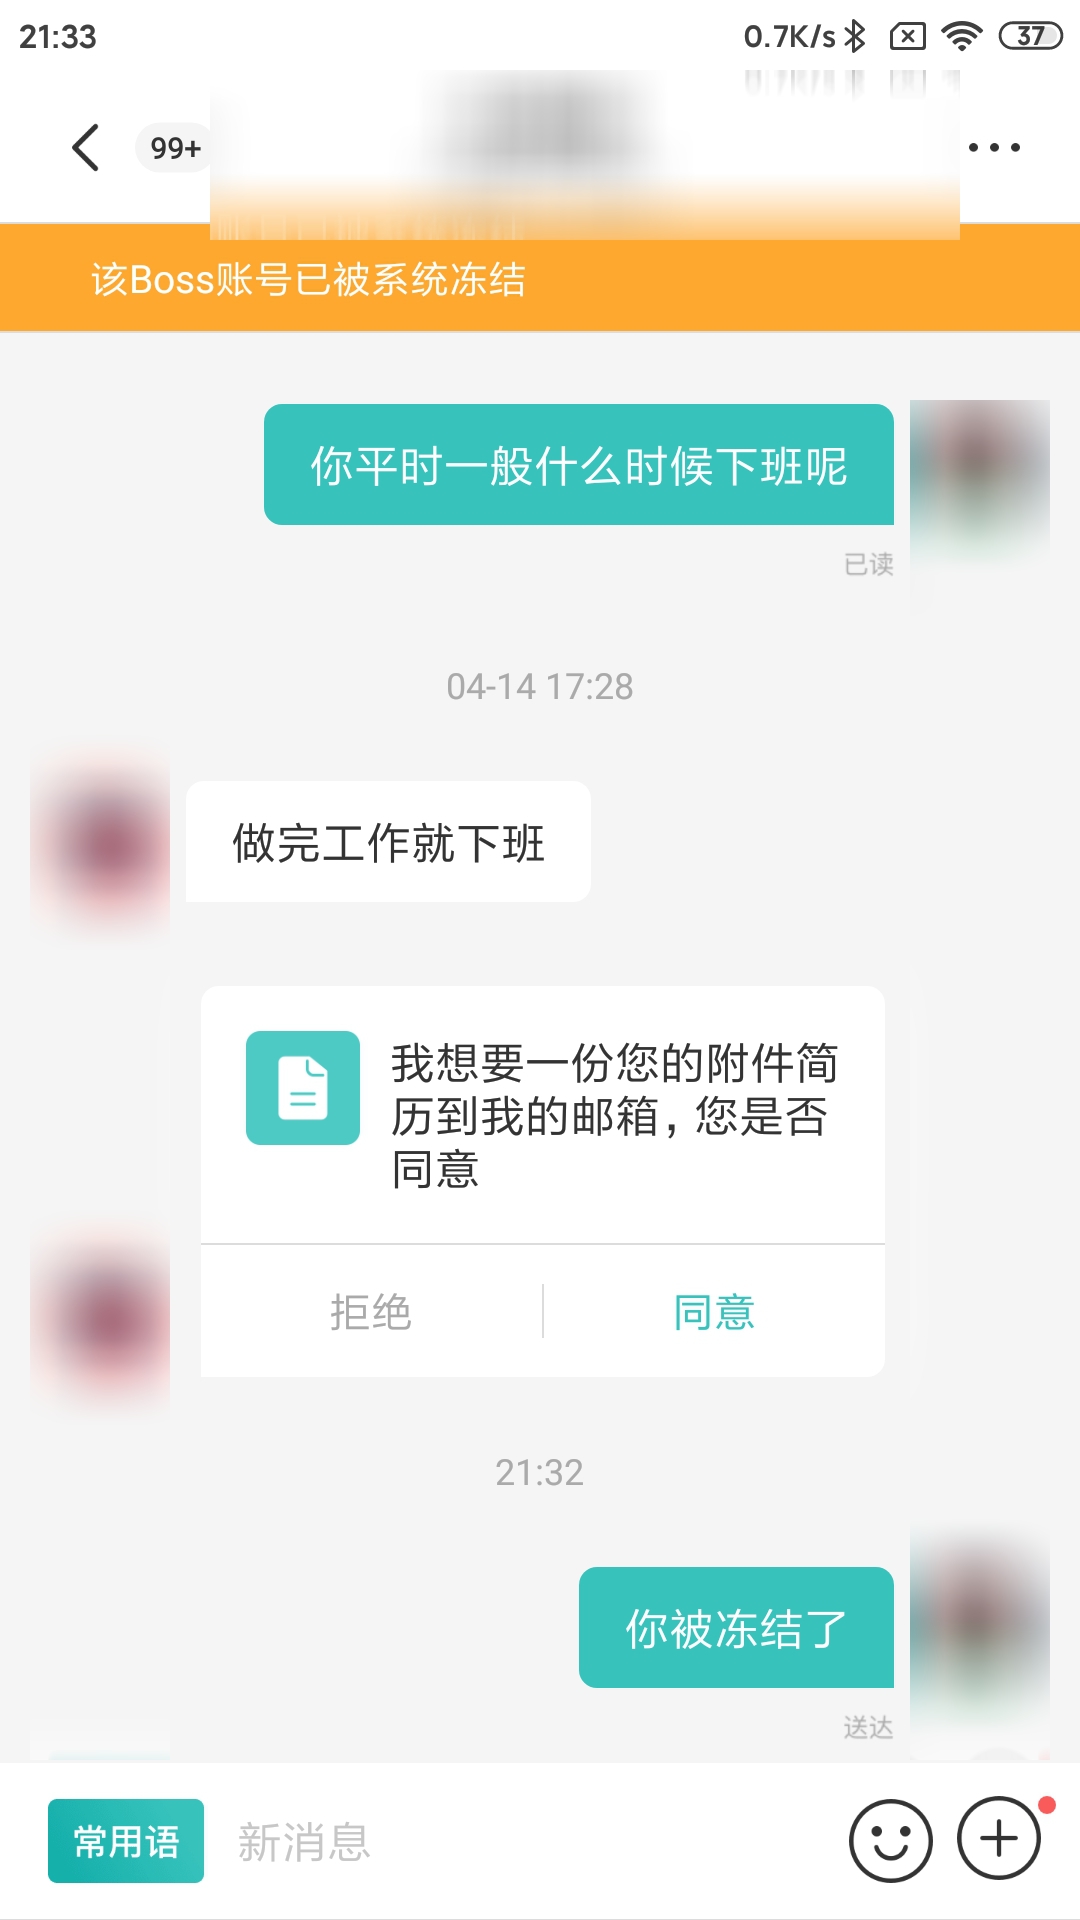 21:33
0.7K/s
37
99+
该Boss账号已被系统冻结
你平时一般什么时候下班呢
已读
04-14 17:28
做完工作就下班
我想要一份您的附件简
历到我的邮箱，您是否
同意
拒绝
同意
21:32
你被冻结了
送达
常用语
新消息